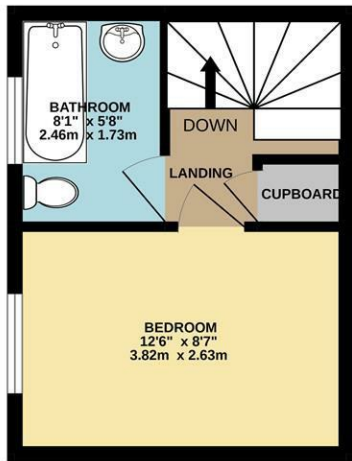 BATHROOM
8'1" x 5'8"
2.46m x 1.73m
DOWN
LANDING
CUPBOARD
BEDROOM
12'6" x 8'7"
3.82m x 2.63m